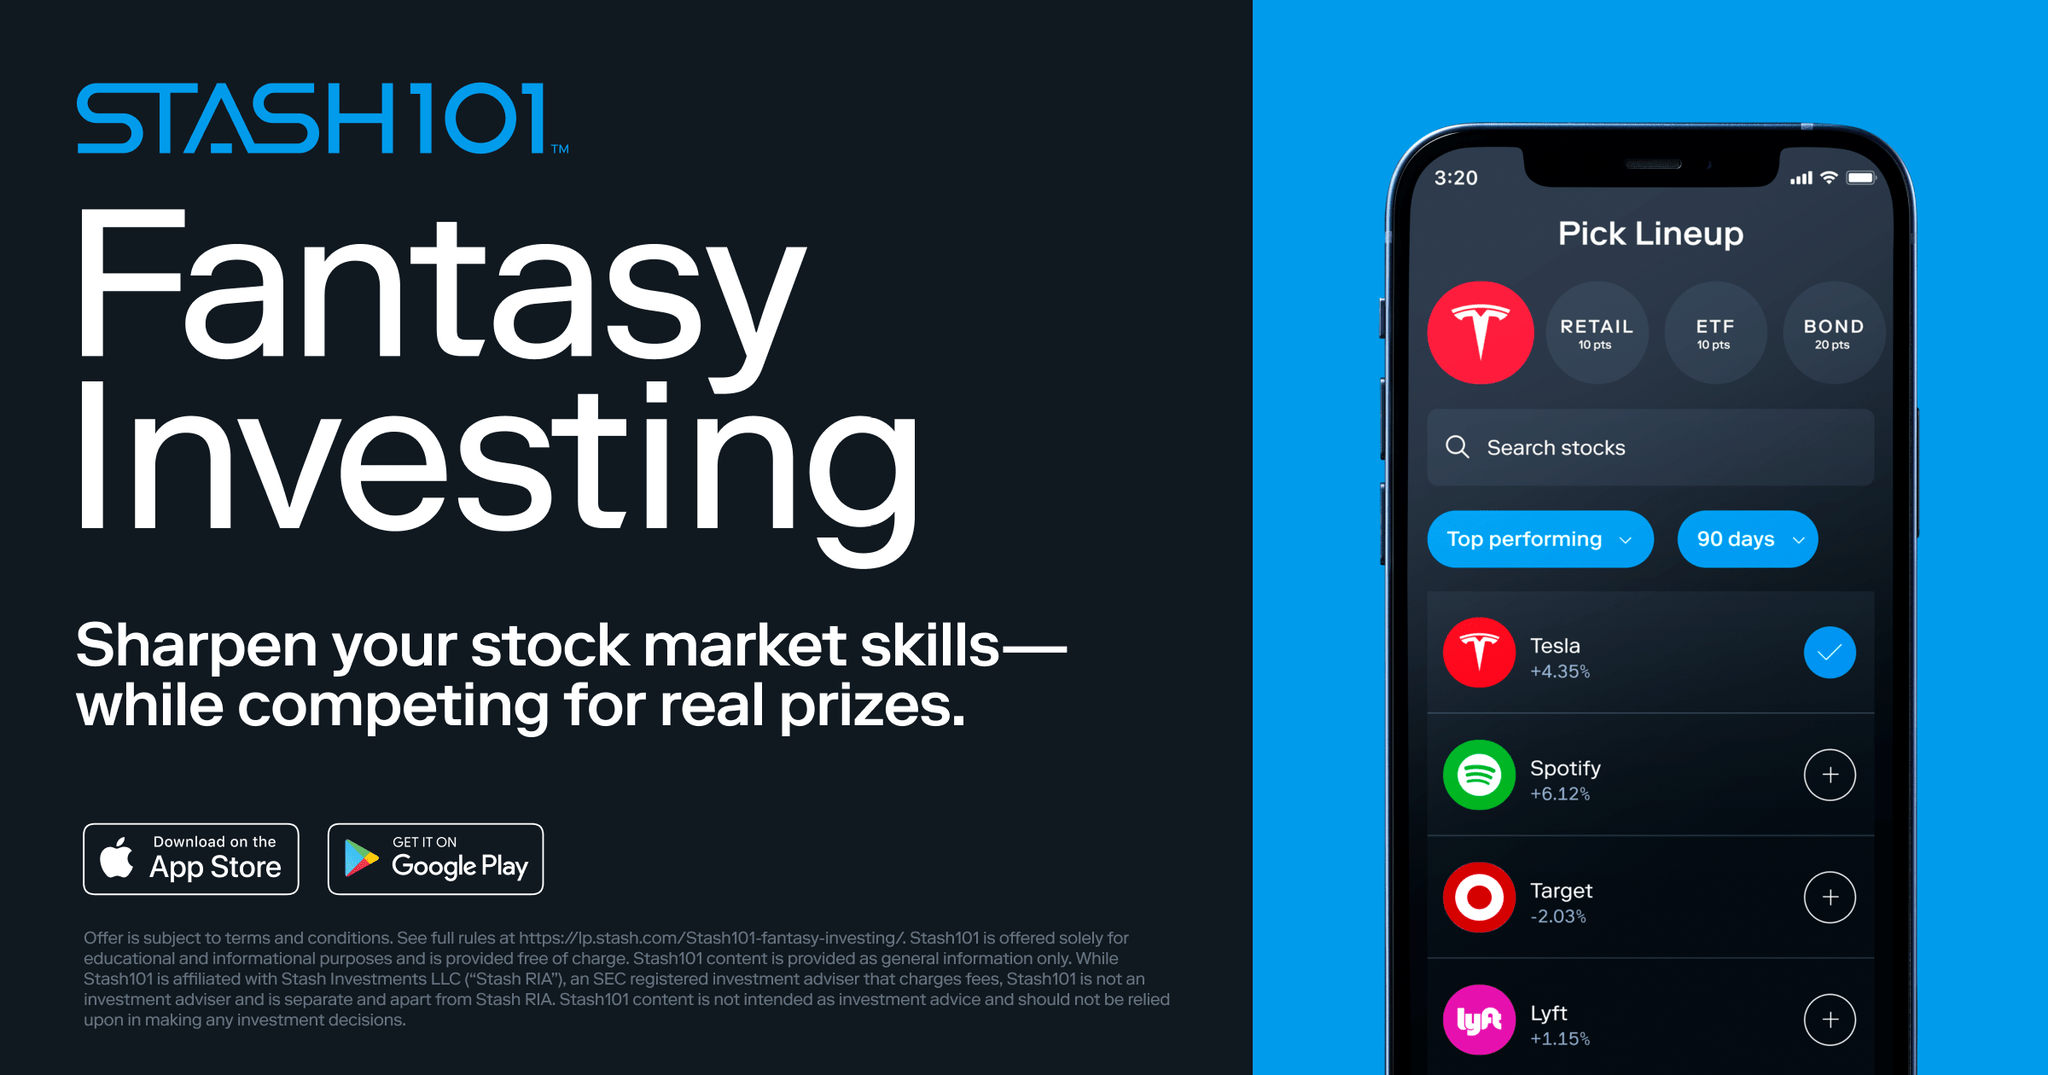 STASH101™
Fantasy
Investing
Sharpen your stock market skills—
while competing for real prizes.
Download on the
App Store
GET IT ON
Google Play
Offer is subject to terms and conditions. See full rules at https://lp.stash.com/Stash101-fantasy-investing/. Stash101 is offered solely for
educational and informational purposes and is provided free of charge. Stash101 content is provided as general information only. While
Stash101 is affiliated with Stash Investments LLC (“Stash RIA”), an SEC registered investment adviser that charges fees, Stash101 is not an
investment adviser and is separate and apart from Stash RIA. Stash101 content is not intended as investment advice and should not be relied
upon in making any investment decisions.
3:20
Pick Lineup
RETAIL
10 pts
ETF
10 pts
BOND
20 pts
Search stocks
Top performing
90 days
Tesla
+4.35%
Spotify
+6.12%
Target
-2.03%
lyft
Lyft
+1.15%